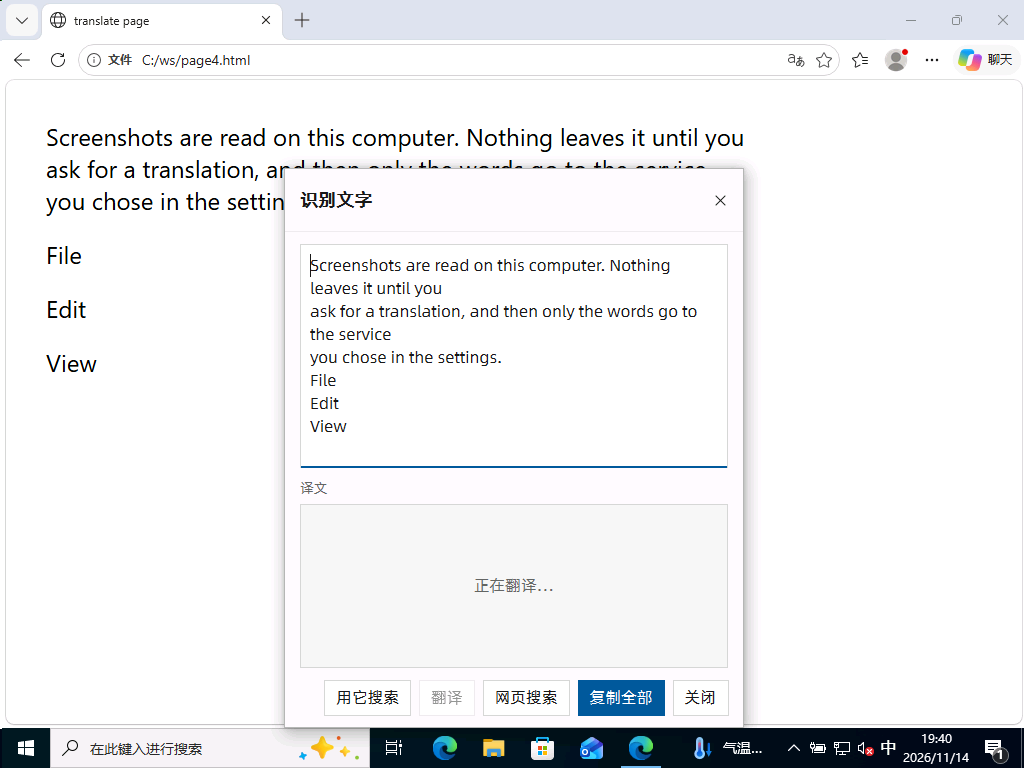 translate page
文件 C:/ws/page4.html
聊天
Screenshots are read on this computer. Nothing leaves it until you
ask for a translation, and then only the words go to the service
you chose in the settin
File
Edit
View
识别文字
Screenshots are read on this computer. Nothing
leaves it until you
ask for a translation, and then only the words go to
the service
you chose in the settings.
File
Edit
View
译文
正在翻译...
用它搜索 翻译 网页搜索 复制全部 关闭
在此键入进行搜索
气温...
中
19:40
2026/11/14
1